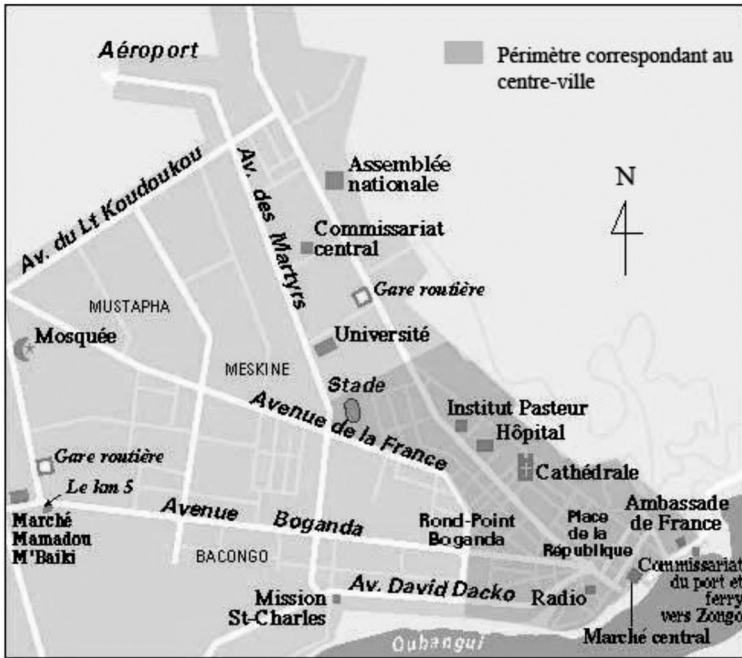 Aéroport
Périmètre correspondant au
centre-ville
Av. du Lt Koudoukou
Av. des Martyrs
Assemblée
nationale
N
Commissariat
central
Gare routière
MUSTAPHA
Mosquée
Université
MESKINE
Stade
Avenue de la France
Institut Pasteur
Hôpital
Cathédrale
Gare routière
Le km 5
Marché
Mamadou
M'Baiki
Avenue Boganda
Rond-Point
Boganda
Place
de la
République
Ambassade
de France
BACONGO
Av. David Dacko
Commissariat
du port et
ferry
vers Zongo
Mission
St-Charles
Radio
Marché central
Oubangui